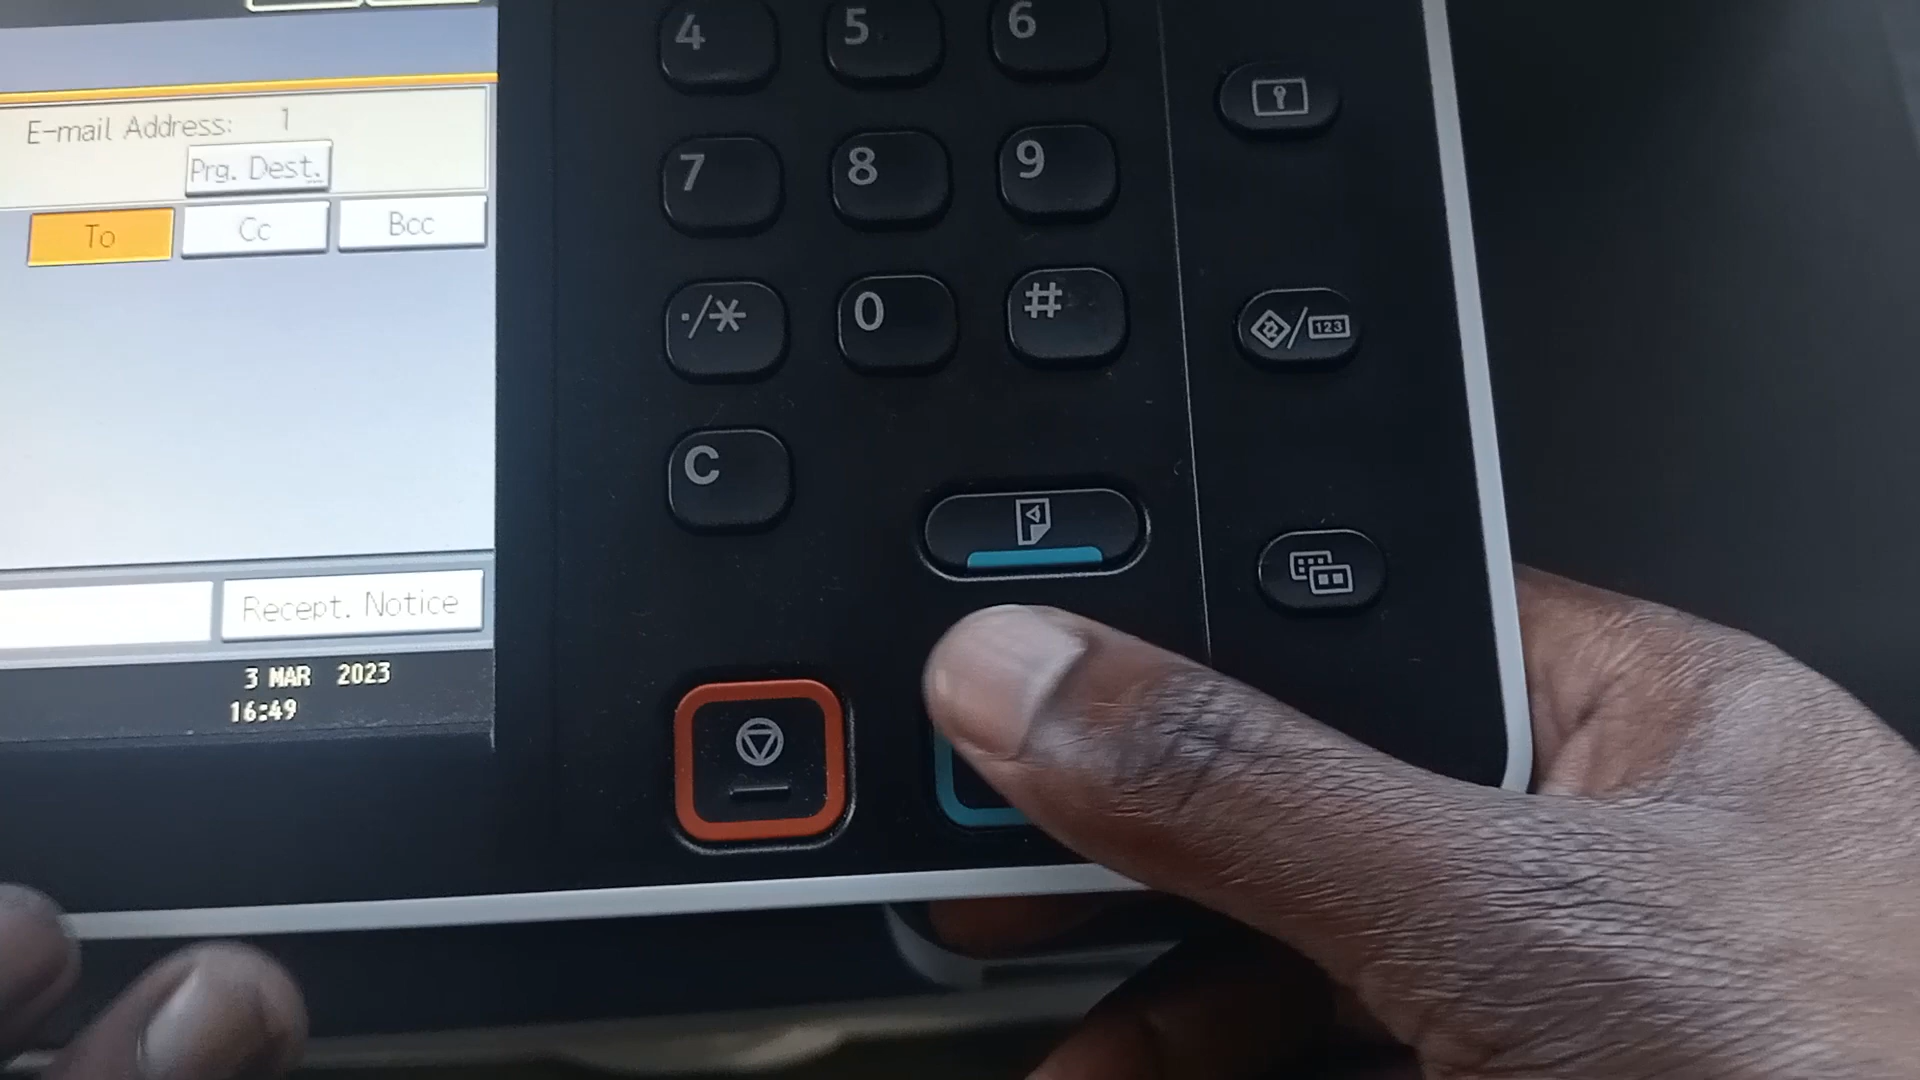 E-mail Address: 1
Prg. Dest.
To Cc Bcc
Recept. Notice
3 MAR 2023
16:49
4 5 6
7 8 9
·/* 0 #
C
/123